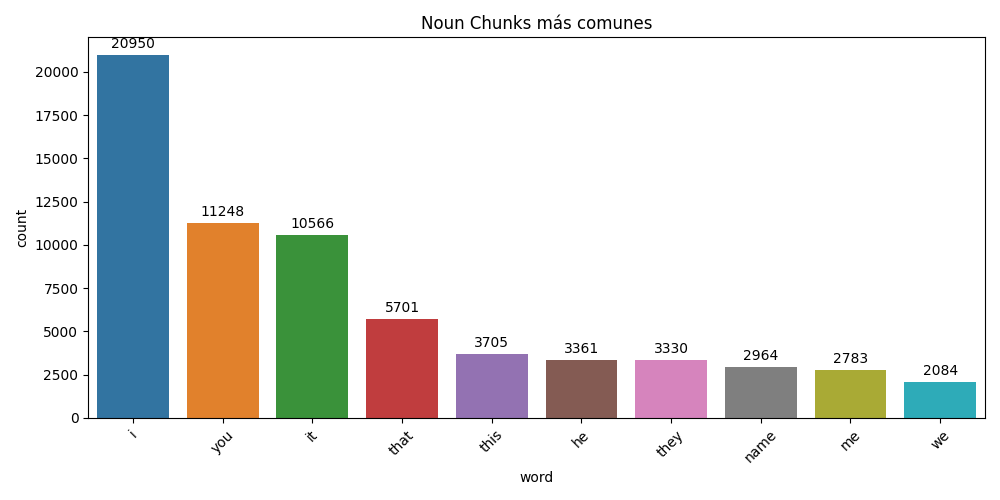 Noun Chunks más comunes
20950
20000
17500
15000
12500
10000
7500
5000
2500
0
count
11248
10566
5701
3705
3361
3330
2964
2783
2084
i
you
it
that
this
he
they
name
me
we
word